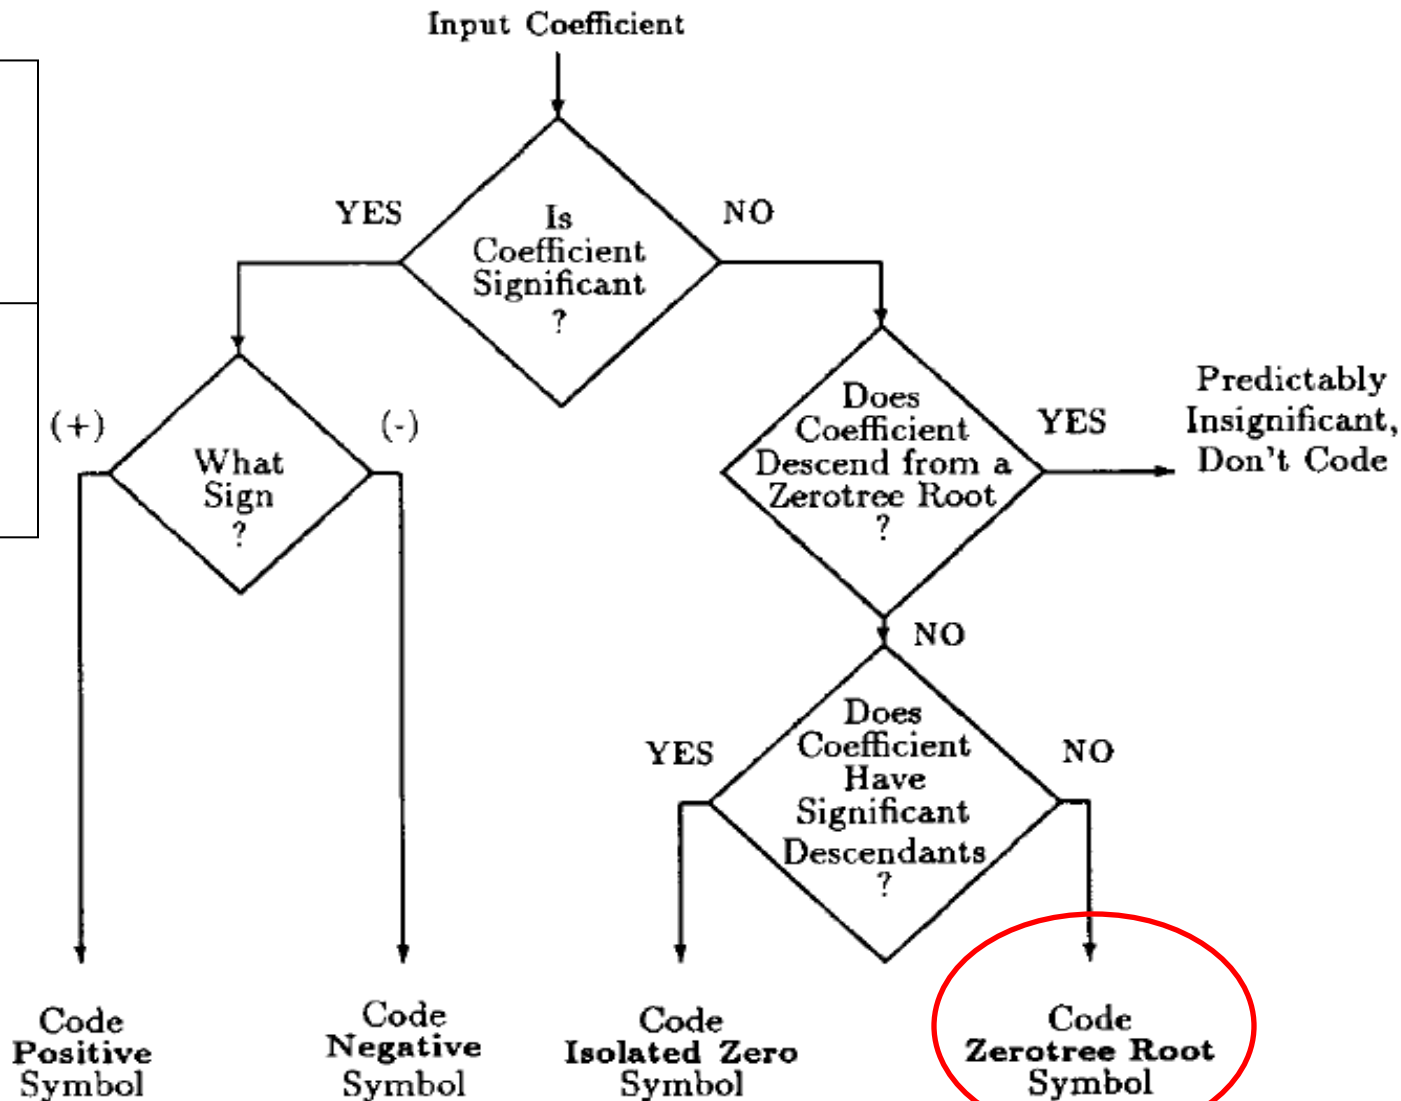 Input Coefficient
YES
NO
Is
Coefficient
Significant
?
(+)
(-)
What
Sign
?
Does
Coefficient
Descend from a
Zerotree Root
?
YES
Predictably
Insignificant,
Don't Code
NO
YES
NO
Does
Coefficient
Have
Significant
Descendants
?
Code
Positive
Symbol
Code
Negative
Symbol
Code
Isolated Zero
Symbol
Code
Zerotree Root
Symbol